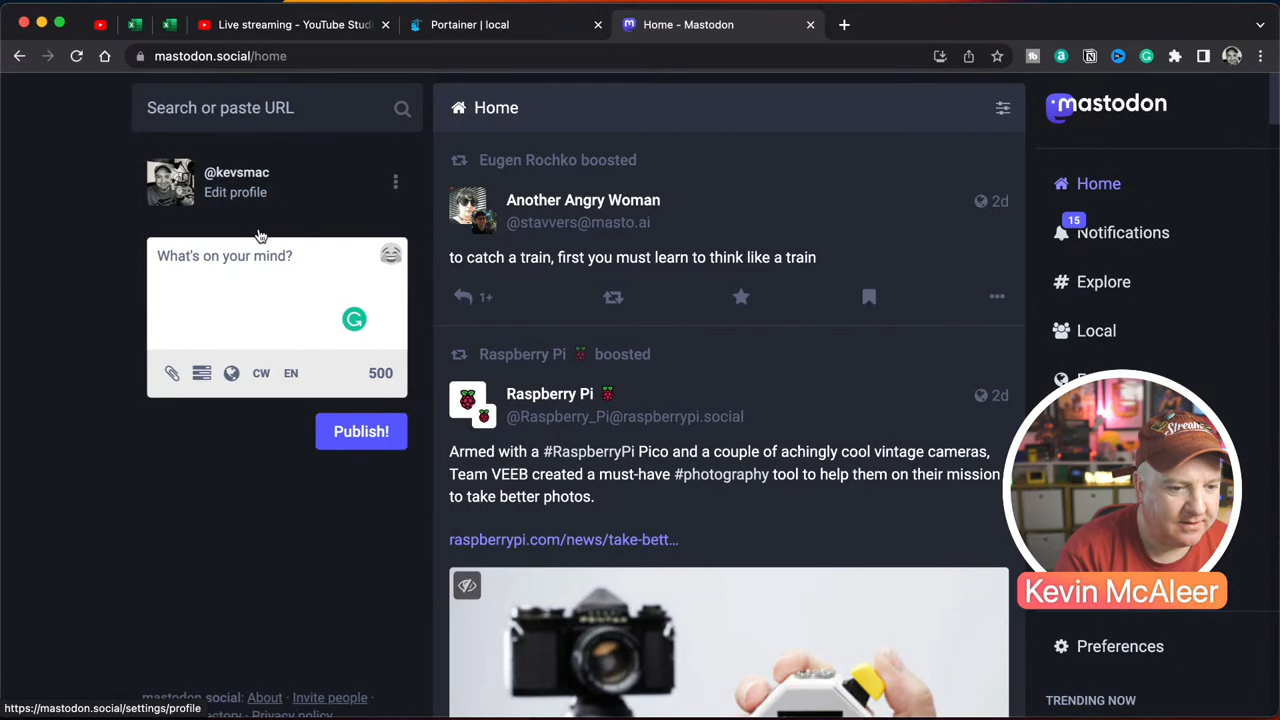 Live streaming - YouTube Studi
Portainer | local
Home - Mastodon
mastodon.social/home
Search or paste URL
Home
mastodon
@kevsmac
Edit profile
What's on your mind?
CW
EN
500
Publish!
Eugen Rochko boosted
Another Angry Woman
2d
@stavvers@masto.ai
to catch a train, first you must learn to think like a train
1+
Raspberry Pi boosted
Raspberry Pi
2d
@Raspberry_Pi@raspberrypi.social
Armed with a #RaspberryPi Pico and a couple of achingly cool vintage cameras,
Team VEEB created a must-have #photography tool to help them on their mission
to take better photos.
raspberrypi.com/news/take-bett…
Home
15
Notifications
Explore
Local
Kevin McAleer
Preferences
TRENDING NOW
mastodon.social: About · Invite people ·
Privacy policy
https://mastodon.social/settings/profile